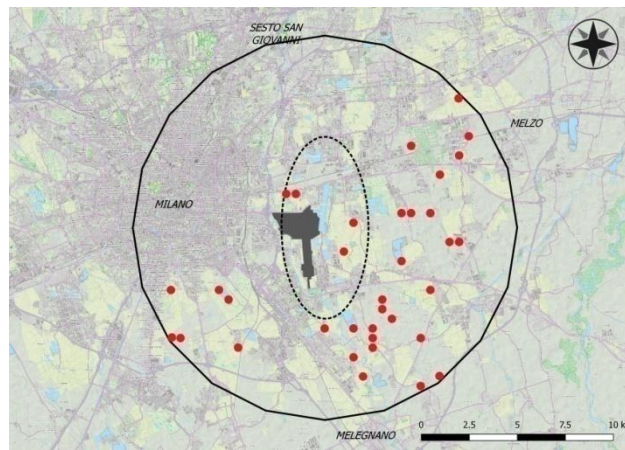 SESTO SAN
GIOVANNI
MELZO
MILANO
MELEGNANO
0 2.5 5 7.5 10 k